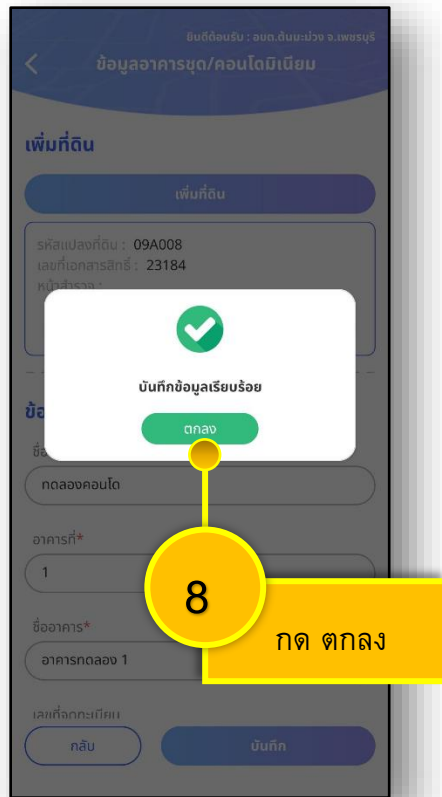 ยินดีต้อนรับ : อบต.ต้นมะม่วง จ.เพชรบุรี
ข้อมูลอาคารชุด/คอนโดมิเนียม
เพิ่มที่ดิน
เพิ่มที่ดิน
รหัสแปลงที่ดิน : 09A008
เลขที่เอกสารสิทธิ์ : 23184
หน้าสำรวจ :
บันทึกข้อมูลเรียบร้อย
ตกลง
ทดลองคอนโด
อาคารที่*
1
8
กด ตกลง
ชื่ออาคาร*
อาคารทดลอง 1
เลขที่จดทะเบียน
กลับ
บันทึก